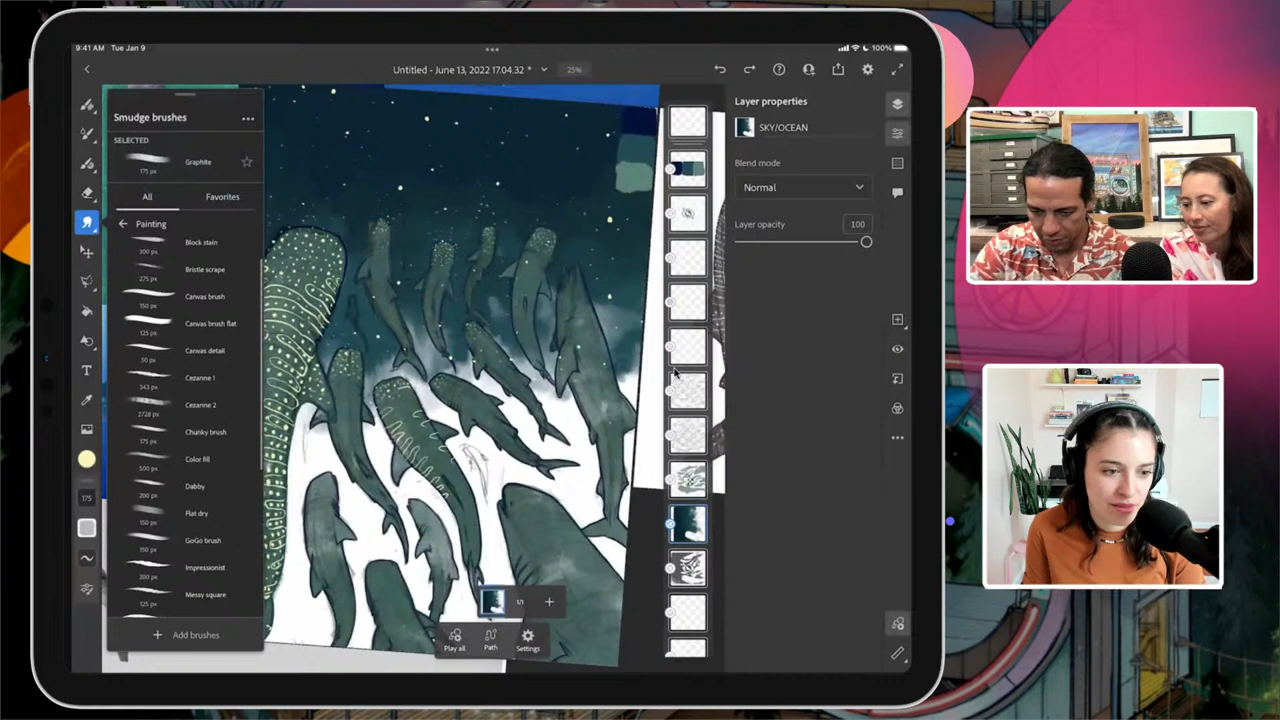 9:41 AM Tue Jan 9
100%
Untitled - June 13, 2022 17.04.32 *
25%
Smudge brushes
SELECTED
Graphite
175 px
All
Favorites
Painting
Block stain
300 px
Bristle scrape
275 px
Canvas brush
150 px
Canvas brush flat
125 px
Canvas detail
50 px
Cezanne 1
343 px
Cezanne 2
2728 px
Chunky brush
175 px
Color fill
500 px
Dabby
200 px
Flat dry
150 px
GoGo brush
150 px
Impressionist
200 px
Messy square
125 px
+ Add brushes
175
T
1/1
Play all
Path
Settings
Layer properties
SKY/OCEAN
Blend mode
Normal
Layer opacity
100